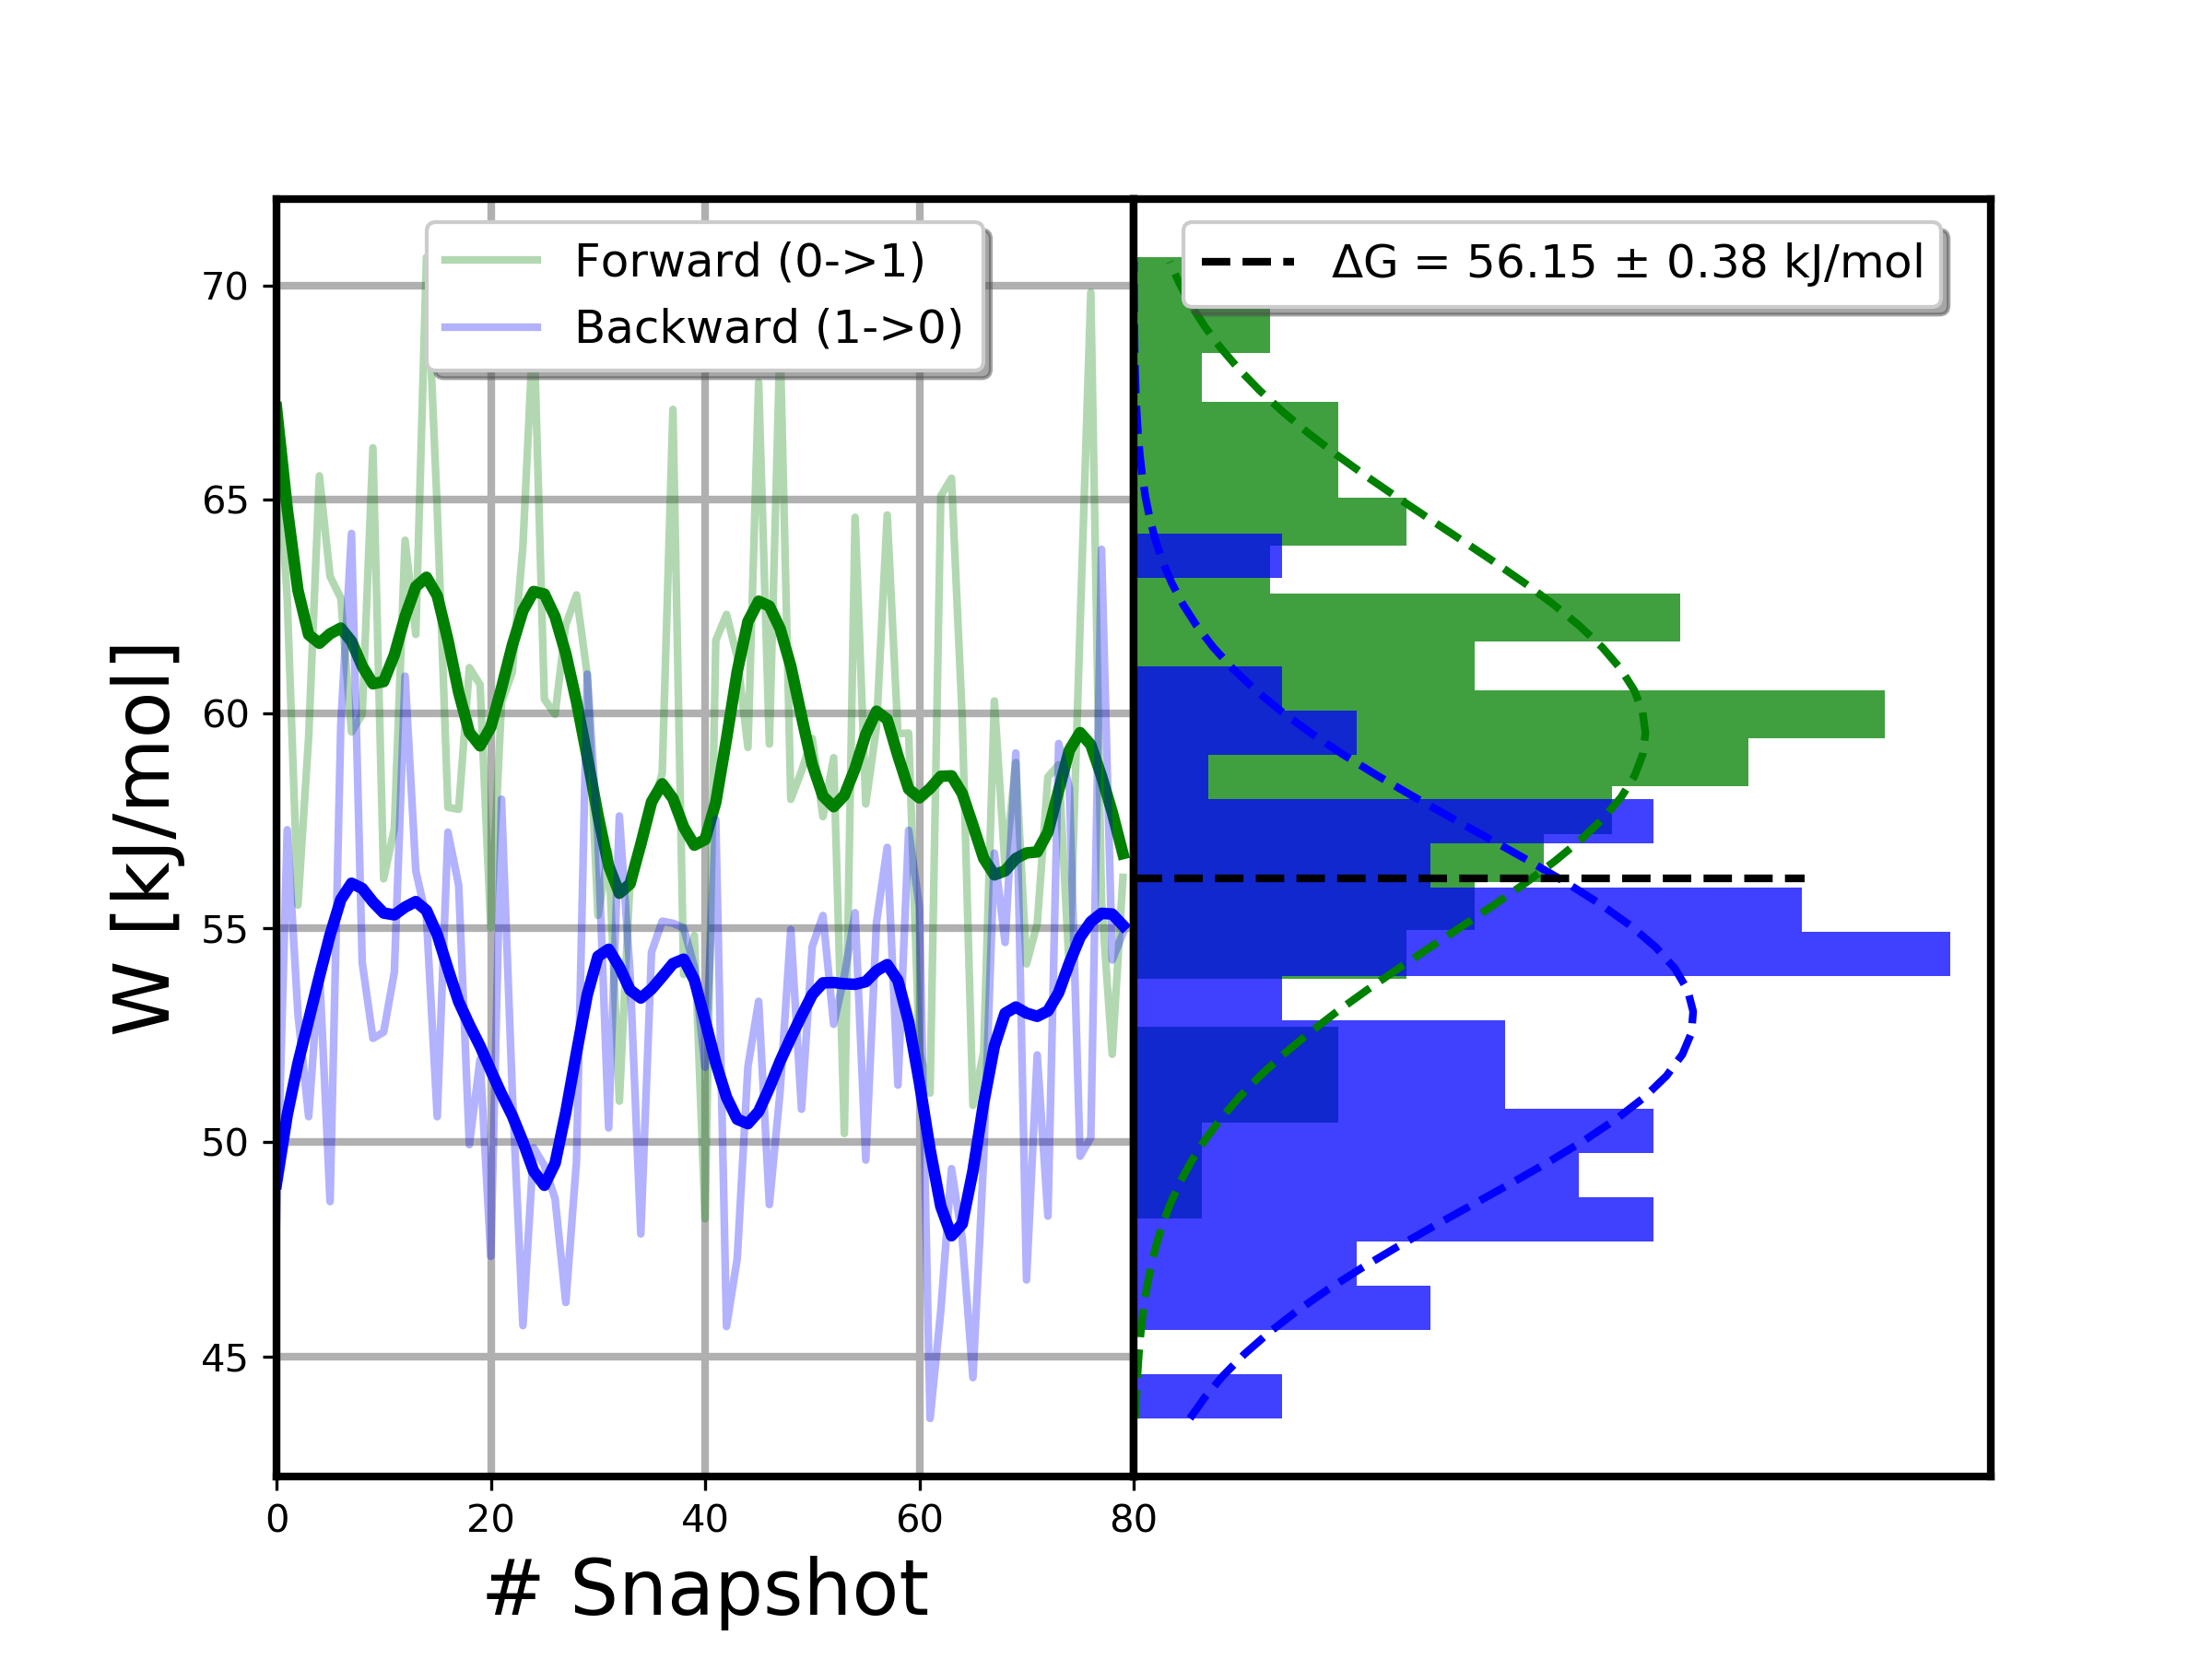 Forward (0->1)
Backward (1->0)
ΔG = 56.15 ± 0.38 kJ/mol
70
65
60
55
50
45
W [kJ/mol]
0
20
40
60
80
# Snapshot